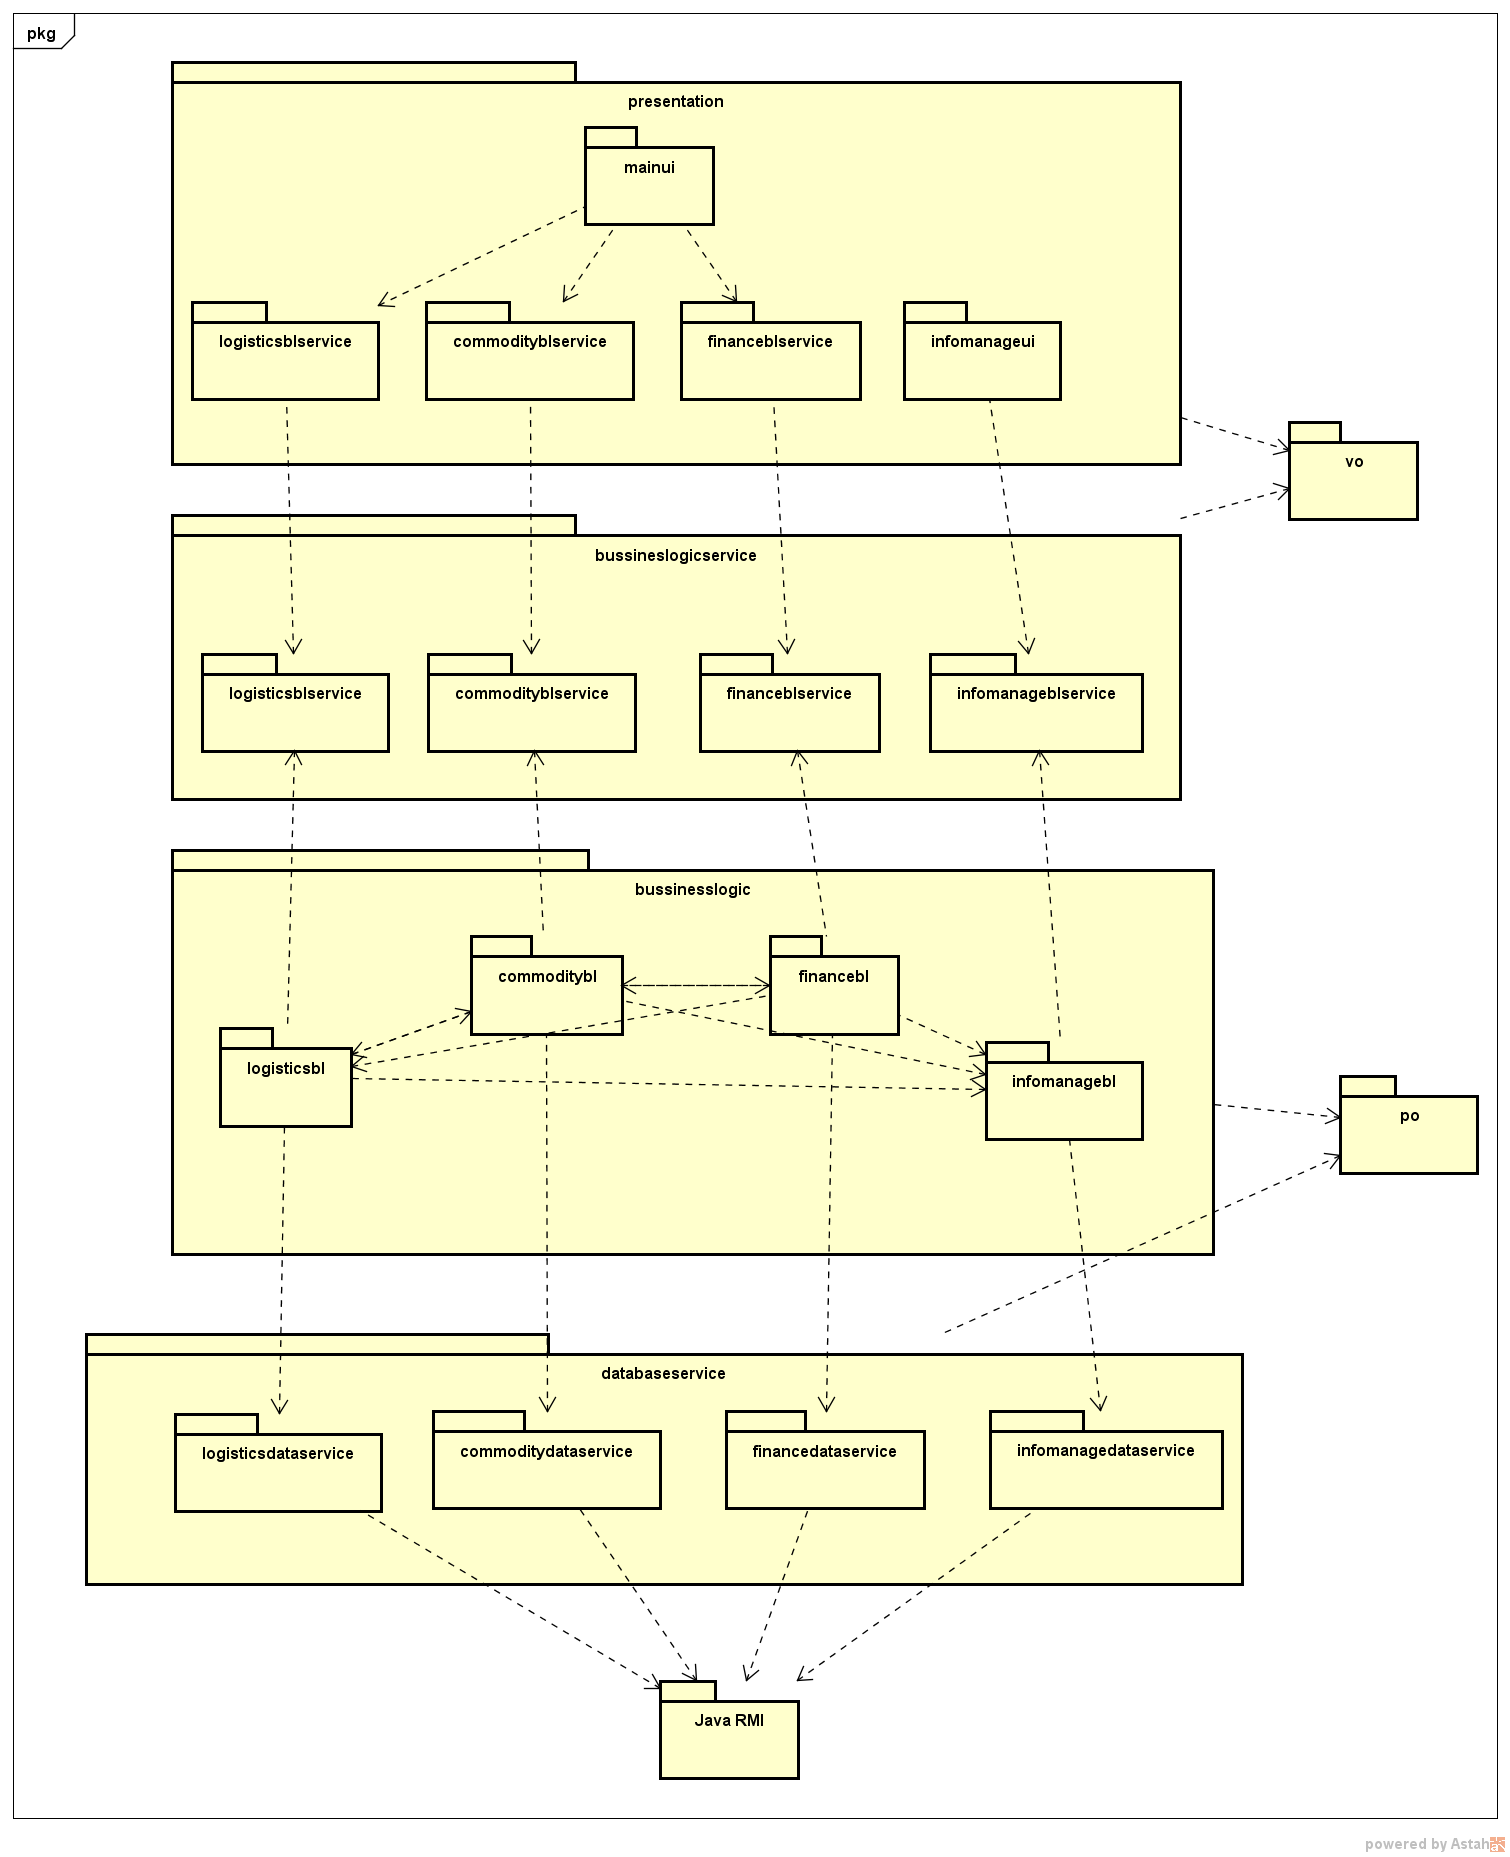 pkg
presentation
mainui
logisticsblservice
commodityblservice
financeblservice
infomanageui
vo
bussineslogicservice
logisticsblservice
commodityblservice
financeblservice
infomanageblservice
bussinesslogic
commoditybl
financebl
logisticsbl
infomanagebl
po
databaseservice
logisticsdataservice
commoditydataservice
financedataservice
infomanagedataservice
Java RMI
powered by Astah